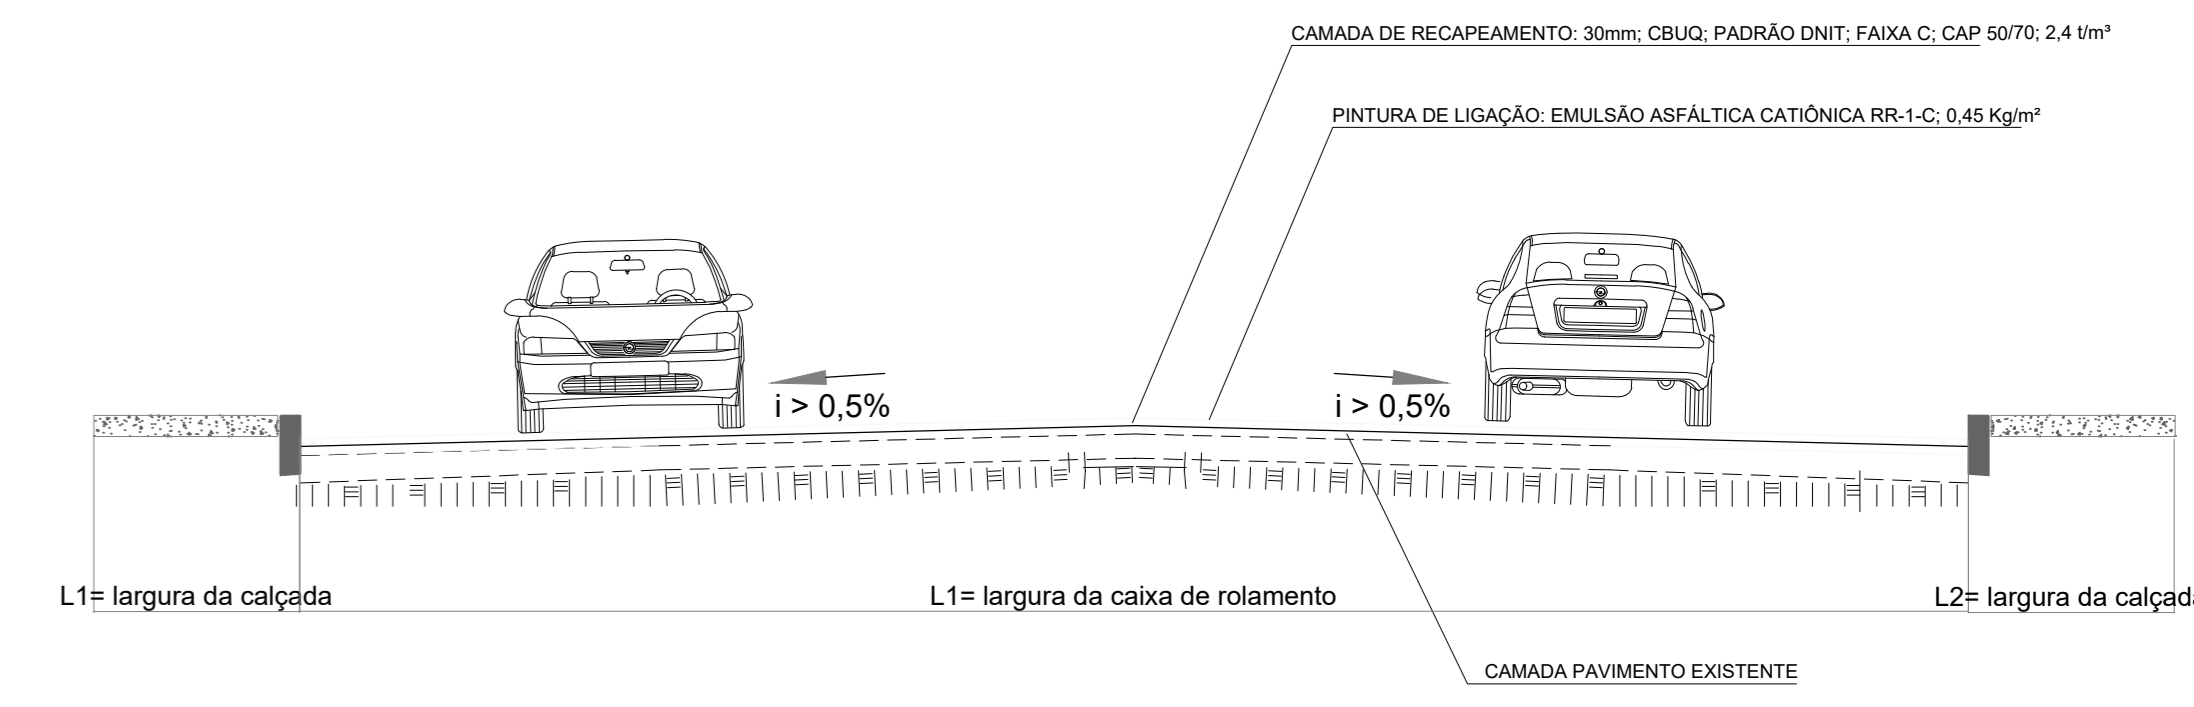 CAMADA DE RECAPEAMENTO: 30mm; CBUQ; PADRÃO DNIT; FAIXA C; CAP 50/70; 2,4 t/m³
PINTURA DE LIGAÇÃO: EMULSÃO ASFÁLTICA CATIÔNICA RR-1-C; 0,45 Kg/m²
i > 0,5%
i > 0,5%
L1= largura da calçada
L1= largura da caixa de rolamento
L2= largura da calçada
CAMADA PAVIMENTO EXISTENTE